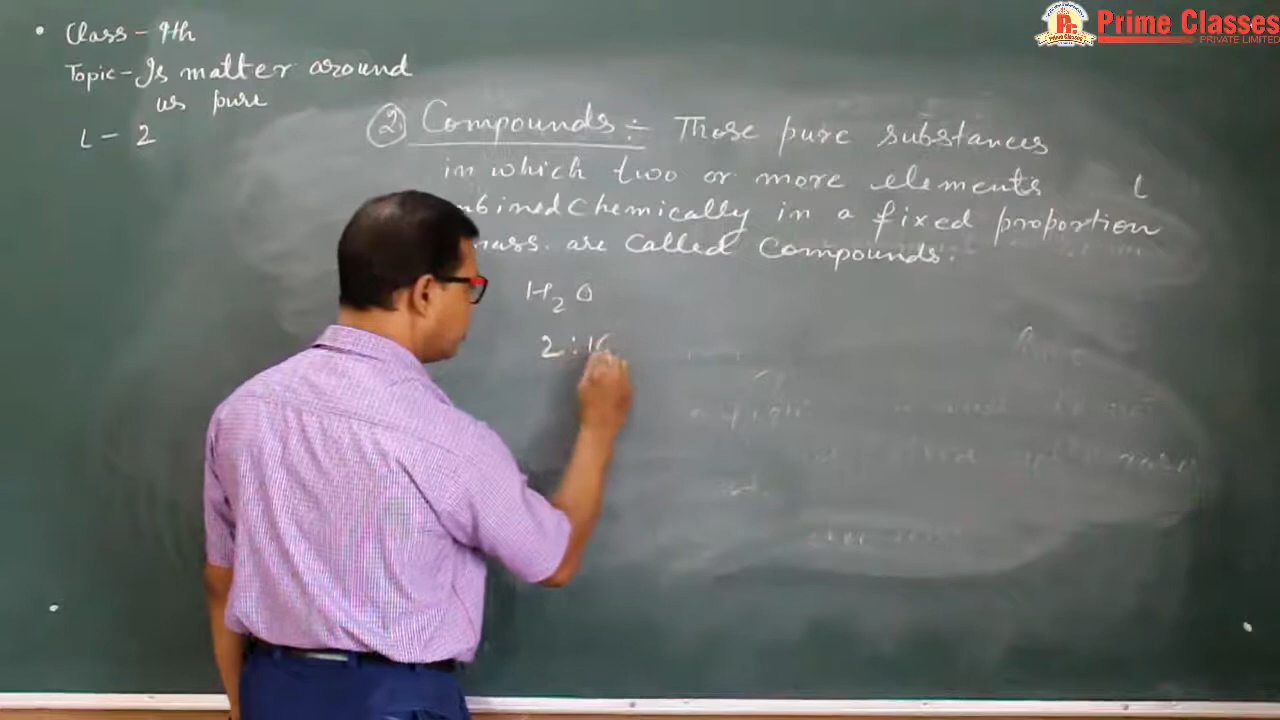 Class - 9th
Topic - Is matter around
us pure
L - 2
Prime Classes
PRIVATE LIMITED
② Compounds :- Those pure substances
in which two or more elements
mbined chemically in a fixed proportion
mass. are called Compounds.
H₂O
2 : 16